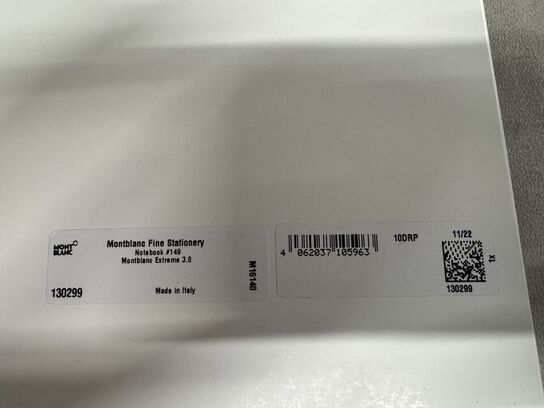 MONT
BLANC
Montblanc Fine Stationery
Notebook #149
Montblanc Extreme 3.0
130299
Made in Italy
M16140
4 062037 105963
10DRP
11/22
1x
130299